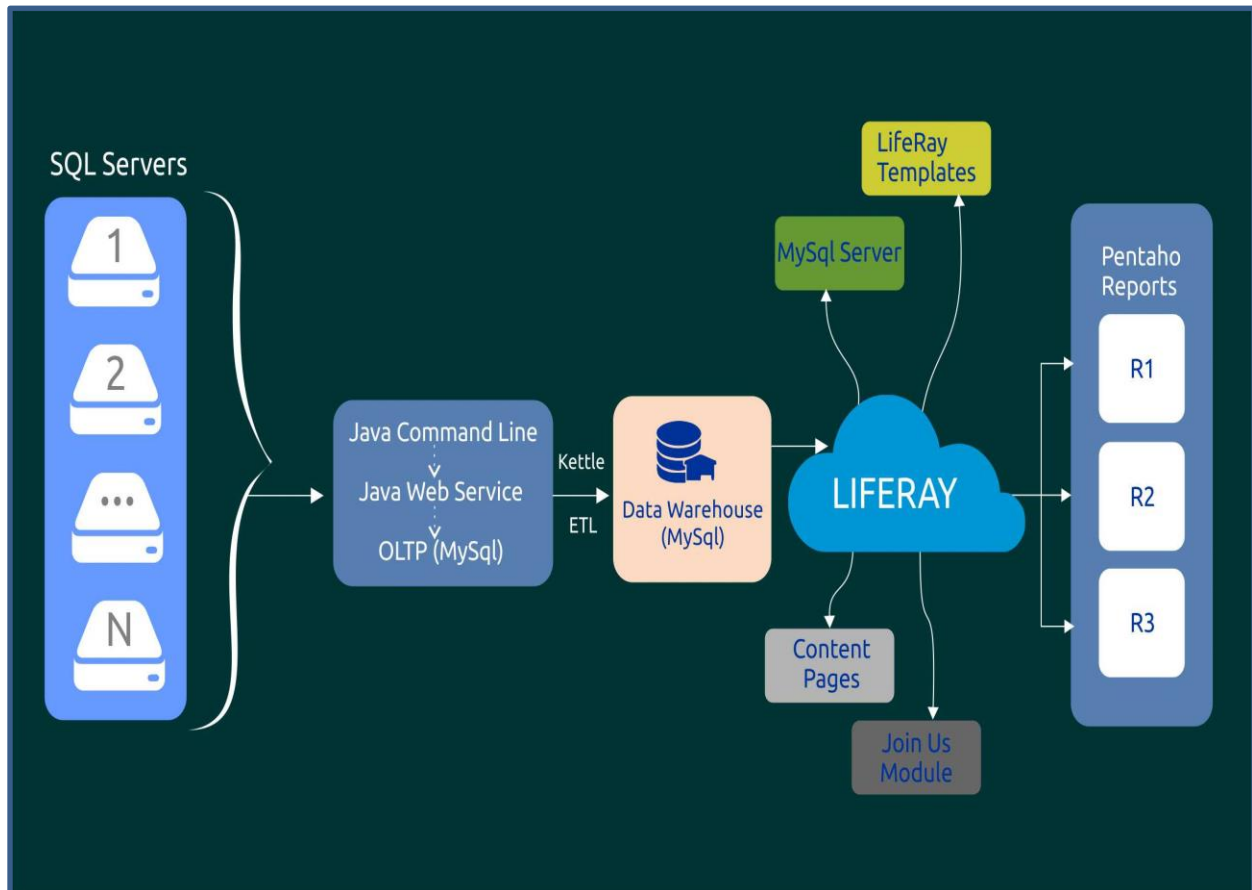 SQL Servers
1
2
...
N
Java Command Line
Java Web Service
OLTP (MySql)
Kettle
ETL
Data Warehouse
(MySql)
LifeRay
Templates
MySql Server
LIFERAY
Content
Pages
Join Us
Module
Pentaho
Reports
R1
R2
R3